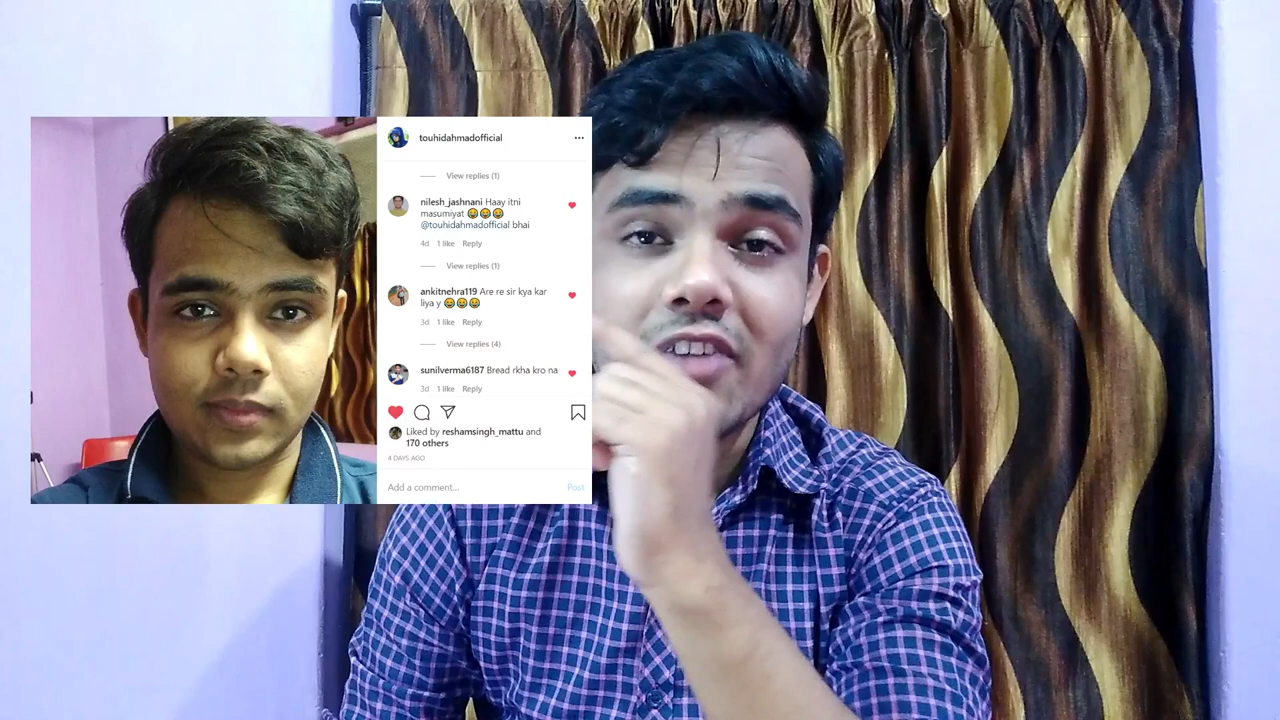 touhidahmadofficial
View replies (1)
nilesh_jashnani Haay itni
masumiyat 😂😂😂
@touhidahmadofficial bhai
4d 1 like Reply
View replies (1)
ankitnehra119 Are re sir kya kar
liya y 😂😂😂
3d 1 like Reply
View replies (4)
sunilverma6187 Bread rkha kro na
3d 1 like Reply
Liked by reshamsingh_mattu and
170 others
4 DAYS AGO
Add a comment... Post